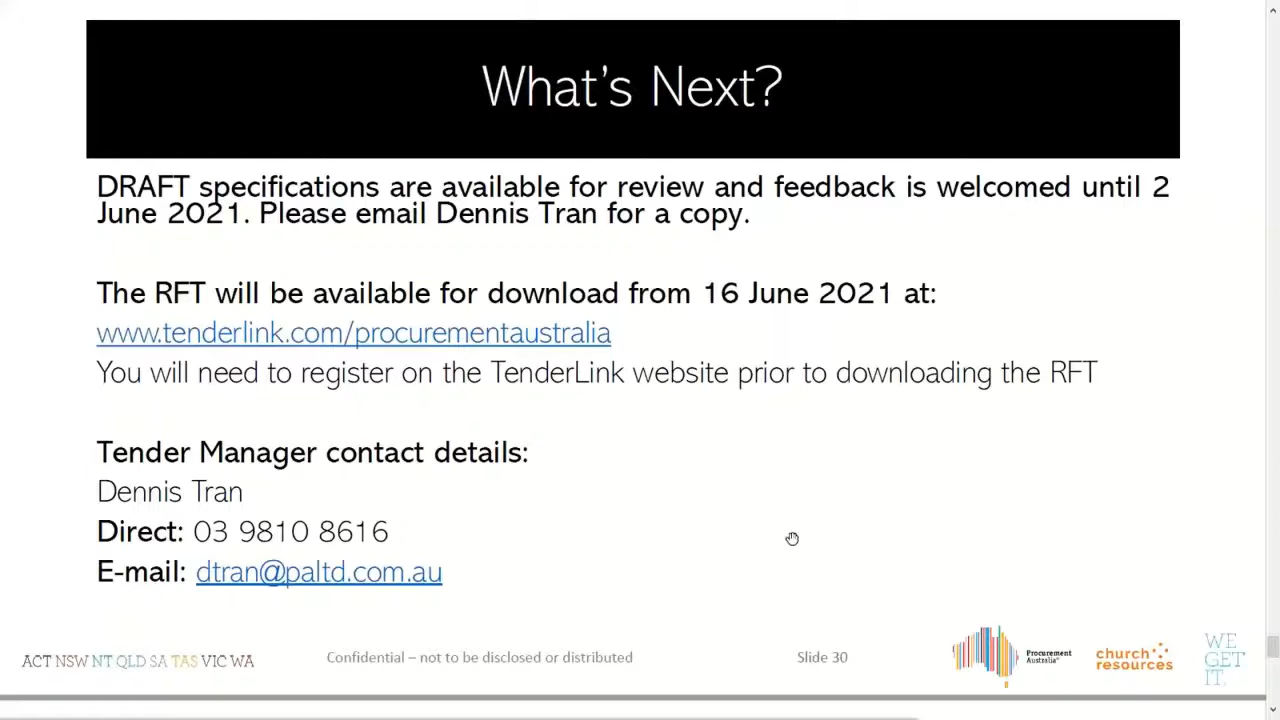 What's Next?
DRAFT specifications are available for review and feedback is welcomed until 2
June 2021. Please email Dennis Tran for a copy.
The RFT will be available for download from 16 June 2021 at:
www.tenderlink.com/procurementaustralia
You will need to register on the TenderLink website prior to downloading the RFT
Tender Manager contact details:
Dennis Tran
Direct: 03 9810 8616
E-mail: dtran@paltd.com.au
ACT NSW NT QLD SA TAS VIC WA
Confidential – not to be disclosed or distributed
Slide 30
Procurement
Australia
church
resources
WE
GET
IT.